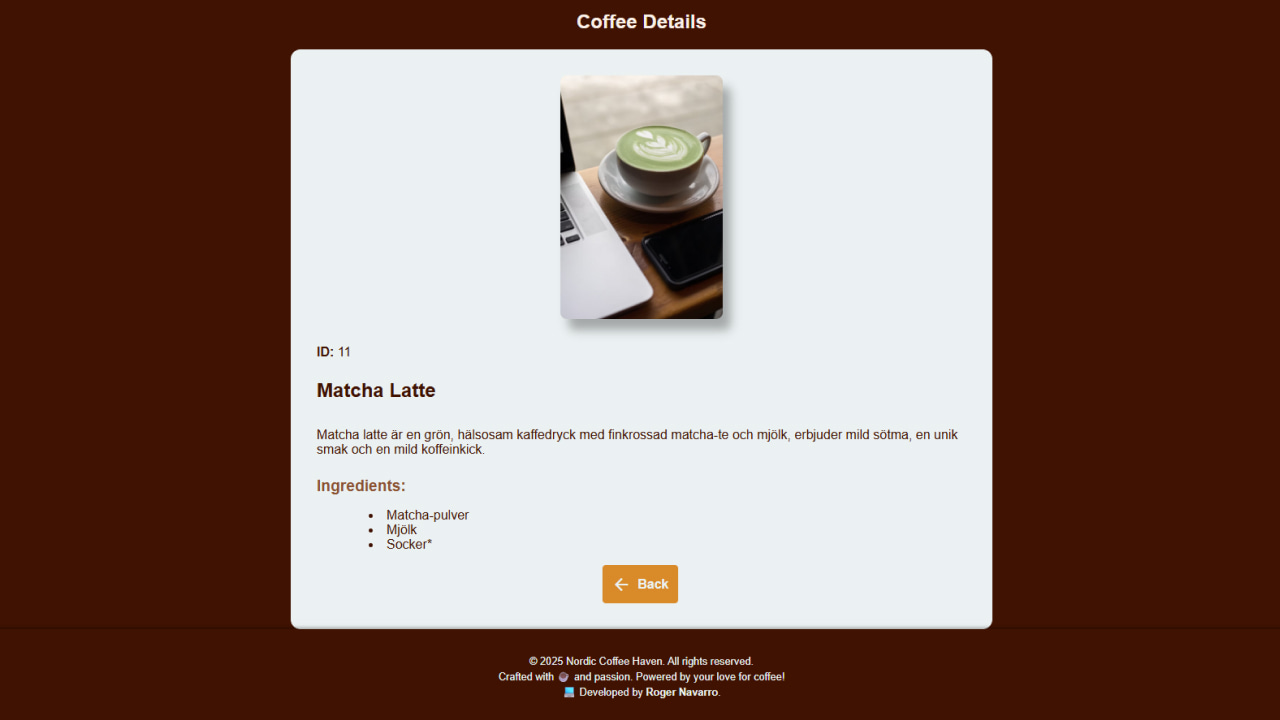 Coffee Details
ID: 11
Matcha Latte
Matcha latte är en grön, hälsosam kaffedryck med finkrossad matcha-te och mjölk, erbjuder mild sötma, en unik
smak och en mild koffeinkick.
Ingredients:
Matcha-pulver
Mjölk
Socker*
Back
© 2025 Nordic Coffee Haven. All rights reserved.
Crafted with ☕ and passion. Powered by your love for coffee!
💻 Developed by Roger Navarro.